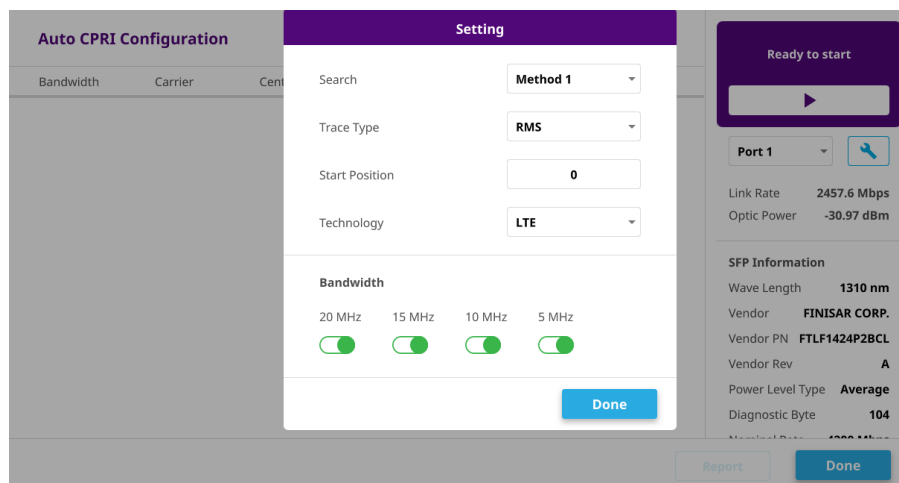 Auto CPRI Configuration
Bandwidth Carrier Cent
Setting
Search Method 1
Trace Type RMS
Start Position 0
Technology LTE
Bandwidth
20 MHz 15 MHz 10 MHz 5 MHz
Done
Ready to start
Port 1
Link Rate 2457.6 Mbps
Optic Power -30.97 dBm
SFP Information
Wave Length 1310 nm
Vendor FINISAR CORP.
Vendor PN FTLF1424P2BCL
Vendor Rev A
Power Level Type Average
Diagnostic Byte 104
Report Done